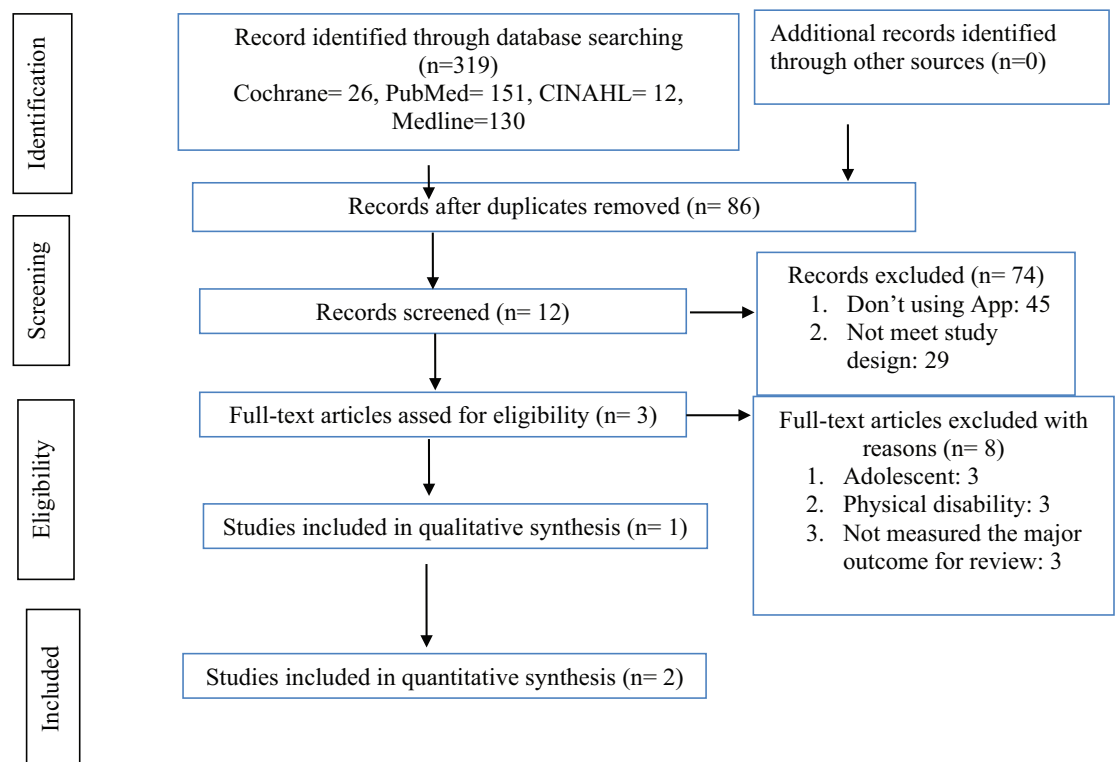 Identification
Record identified through database searching
(n=319)
Cochrane= 26, PubMed= 151, CINAHL= 12,
Medline=130
Additional records identified
through other sources (n=0)
Records after duplicates removed (n= 86)
Screening
Records screened (n= 12)
Records excluded (n= 74)
1. Don’t using App: 45
2. Not meet study
design: 29
Eligibility
Full-text articles assed for eligibility (n= 3)
Full-text articles excluded with
reasons (n= 8)
1. Adolescent: 3
2. Physical disability: 3
3. Not measured the major
outcome for review: 3
Studies included in qualitative synthesis (n= 1)
Included
Studies included in quantitative synthesis (n= 2)